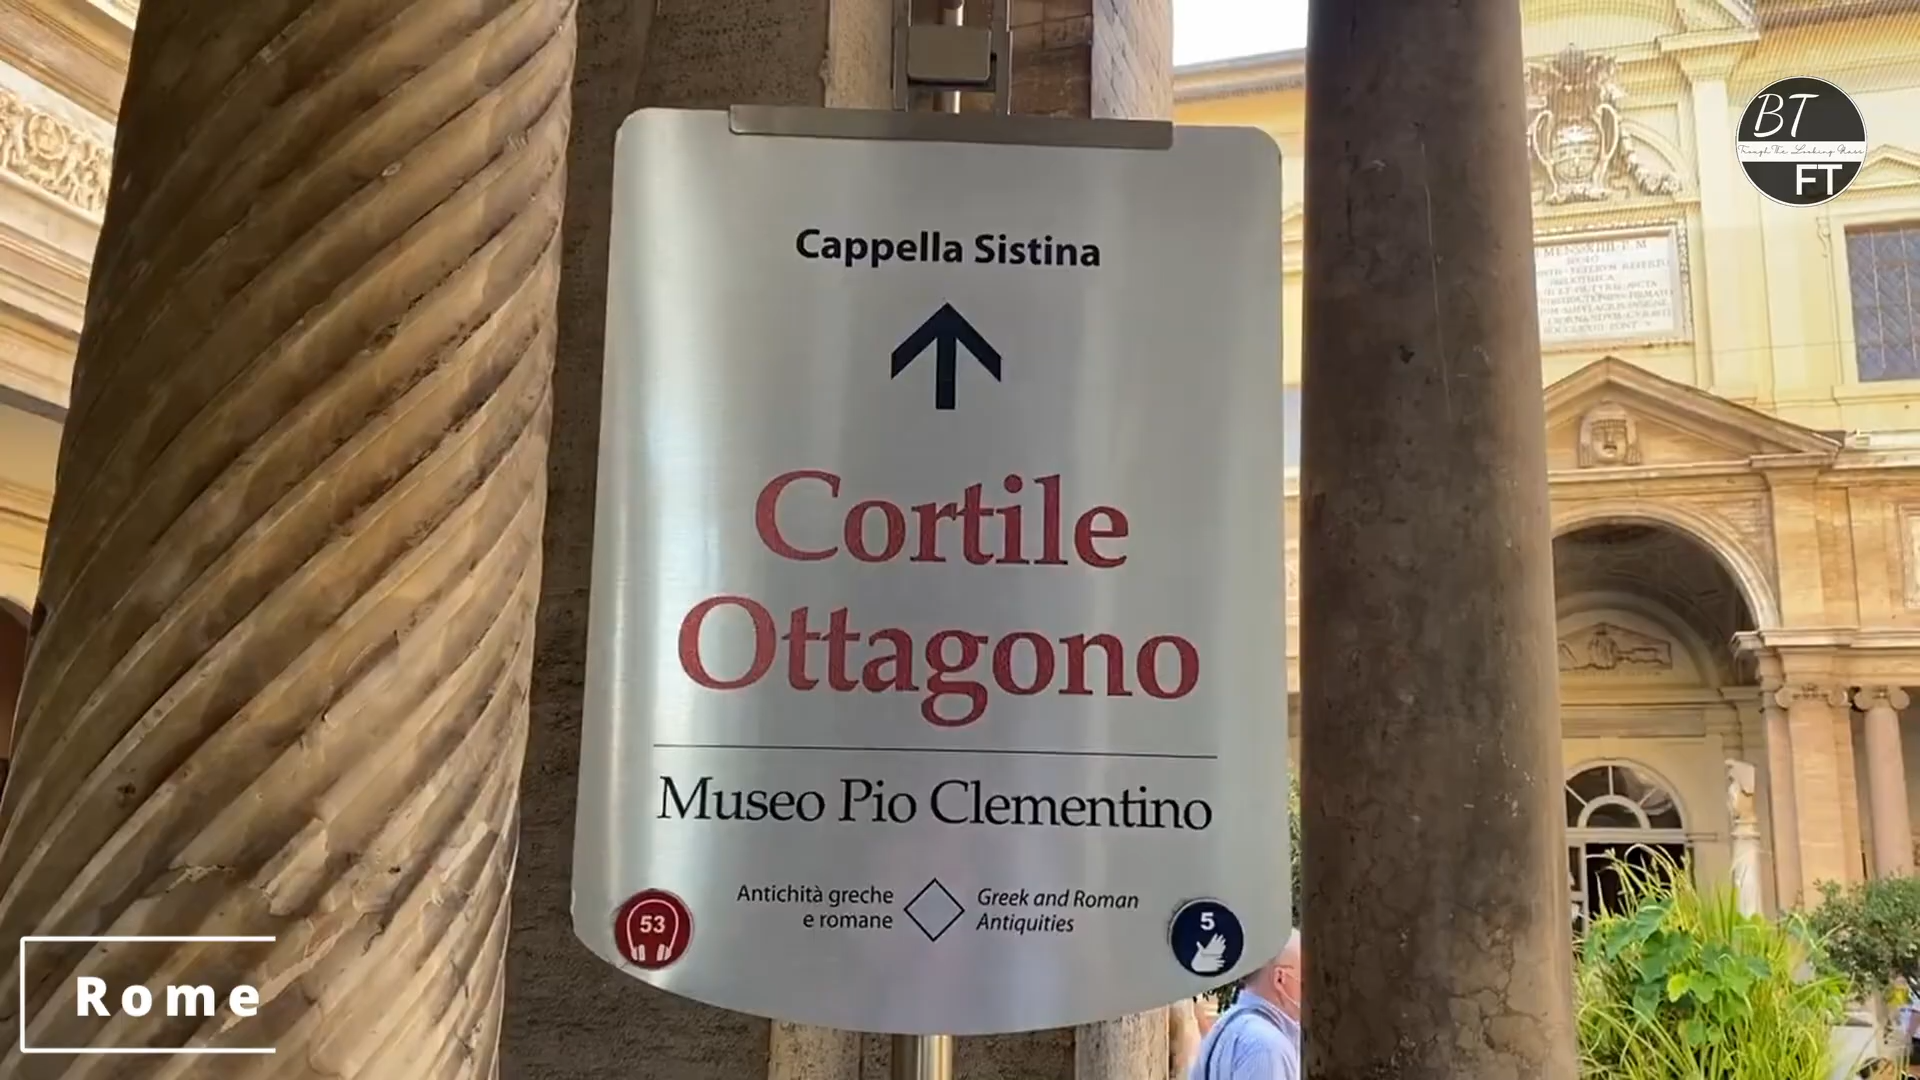 Cappella Sistina
Cortile
Ottagono
Museo Pio Clementino
Antichità greche
e romane
Greek and Roman
Antiquities
53
5
Rome
BT
FT